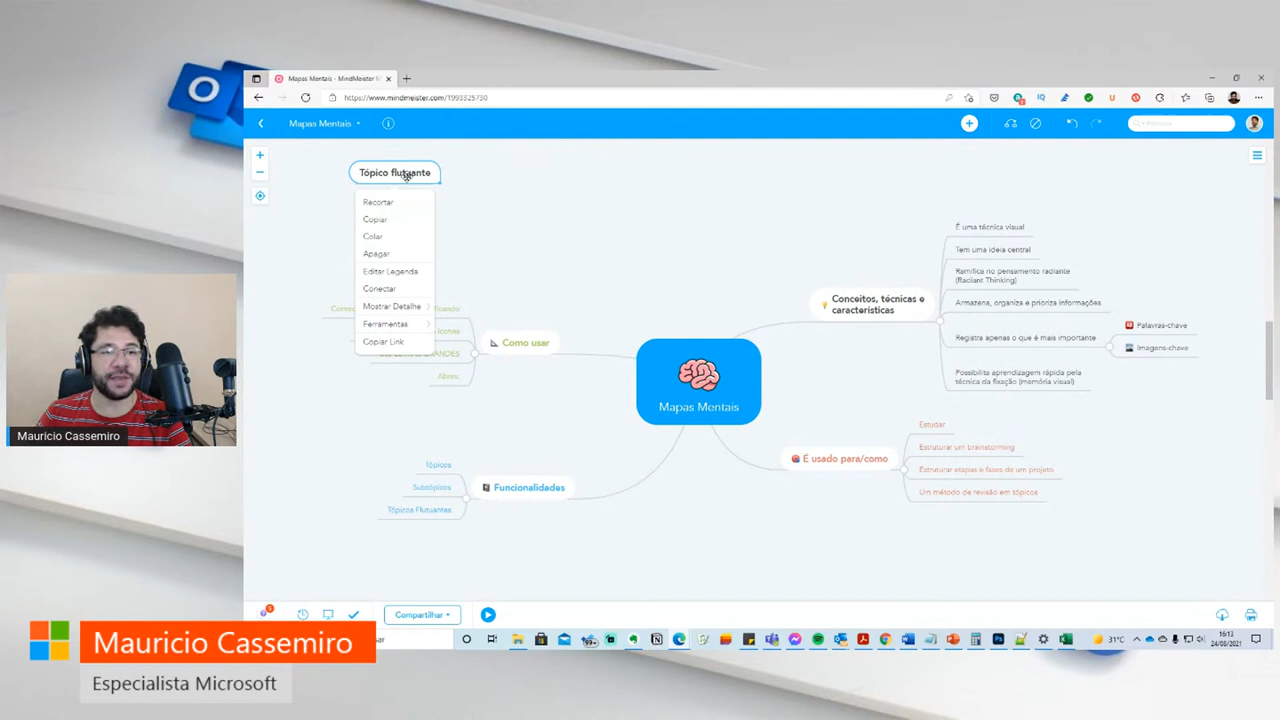 Mapas Mentais - MindMeister M
https://www.mindmeister.com/1993325730
Mapas Mentais
Tópico flutuante
Recortar
Copiar
Colar
Apagar
Editar Legenda
Conectar
Mostrar Detalhe
Ferramentas
Copiar Link
Como usar
Abrev.
Tópicos
Subtópicos
Tópicos Flutuantes
Funcionalidades
Mapas Mentais
Conceitos, técnicas e
características
É uma técnica visual
Tem uma ideia central
Ramifica no pensamento radiante
(Radiant Thinking)
Armazena, organiza e prioriza informações
Registra apenas o que é mais importante
Palavras-chave
Imagens-chave
Possibilita aprendizagem rápida pela
técnica da fixação (memória visual)
É usado para/como
Estudar
Estruturar um brainstorming
Estruturar etapas e fases de um projeto
Um método de revisão em tópicos
Compartilhar
31°C
16:13
24/08/2021
Mauricio Cassemiro
Mauricio Cassemiro
Especialista Microsoft